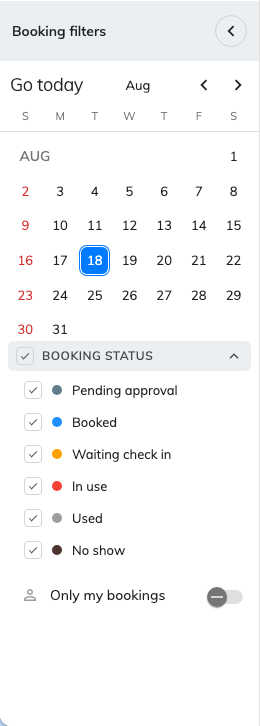 Booking filters
Go today Aug
S M T W T F S
AUG 1
2 3 4 5 6 7 8
9 10 11 12 13 14 15
16 17 18 19 20 21 22
23 24 25 26 27 28 29
30 31
BOOKING STATUS
Pending approval
Booked
Waiting check in
In use
Used
No show
Only my bookings